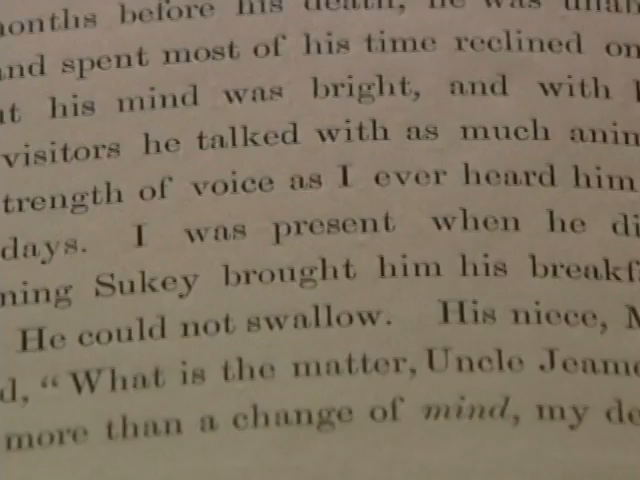 onths before his death, he was unab
nd spent most of his time reclined on
t his mind was bright, and with
visitors he talked with as much anim
trength of voice as I ever heard him
days. I was present when he di
ning Sukey brought him his breakf
He could not swallow. His niece, M
d, “What is the matter, Uncle Jeame
more than a change of mind, my de